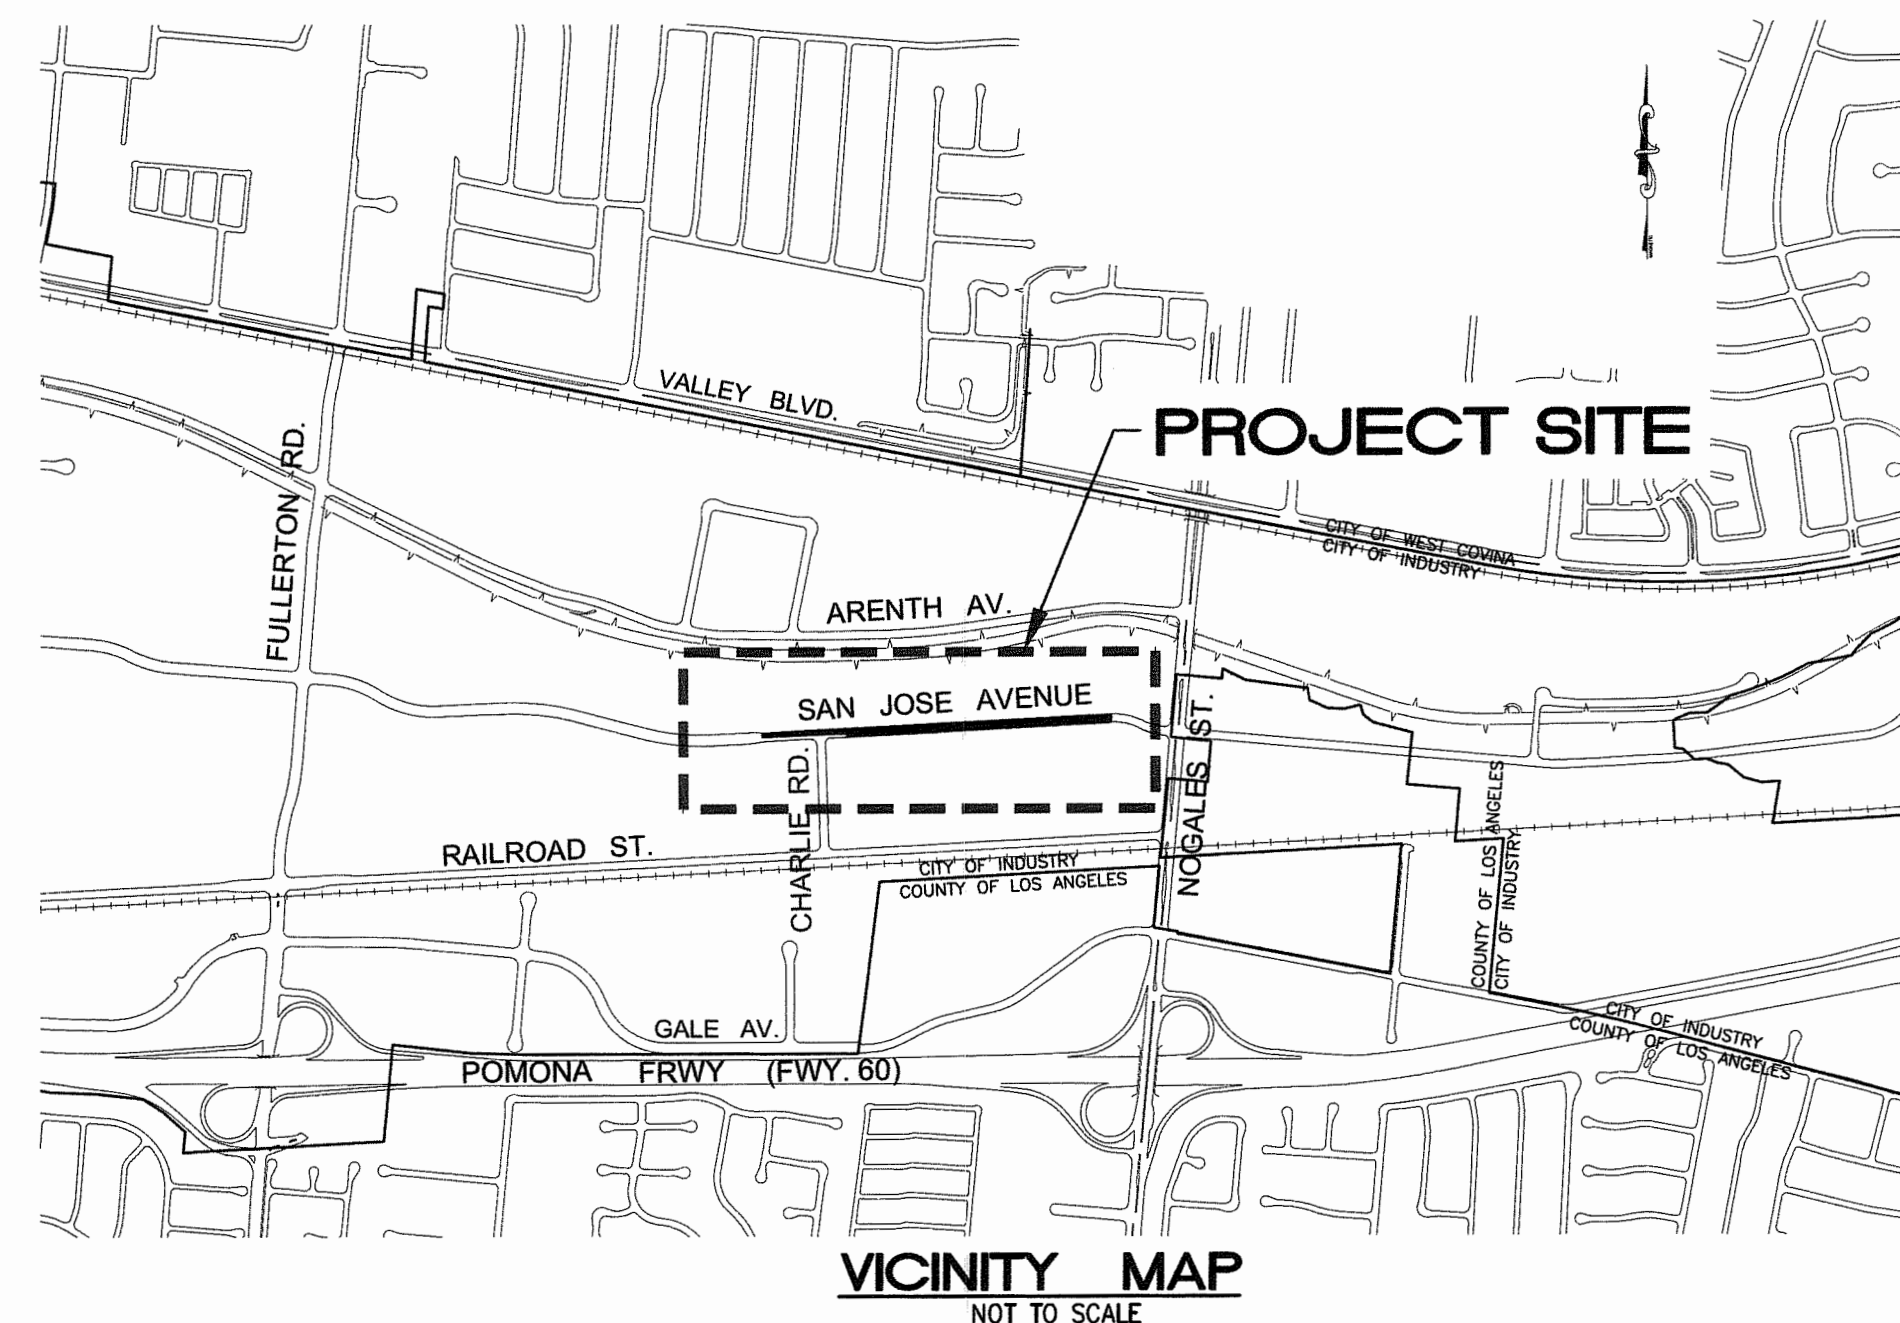 VALLEY BLVD.
PROJECT SITE
FULLERTON RD.
CITY OF WEST COVINA
CITY OF INDUSTRY
ARENTH AV.
SAN JOSE AVENUE
NOGALES ST.
CHARLIE RD.
RAILROAD ST.
CITY OF INDUSTRY
COUNTY OF LOS ANGELES
COUNTY OF LOS ANGELES
CITY OF INDUSTRY
GALE AV.
CITY OF INDUSTRY
COUNTY OF LOS ANGELES
POMONA FRWY (FWY. 60)
VICINITY MAP
NOT TO SCALE